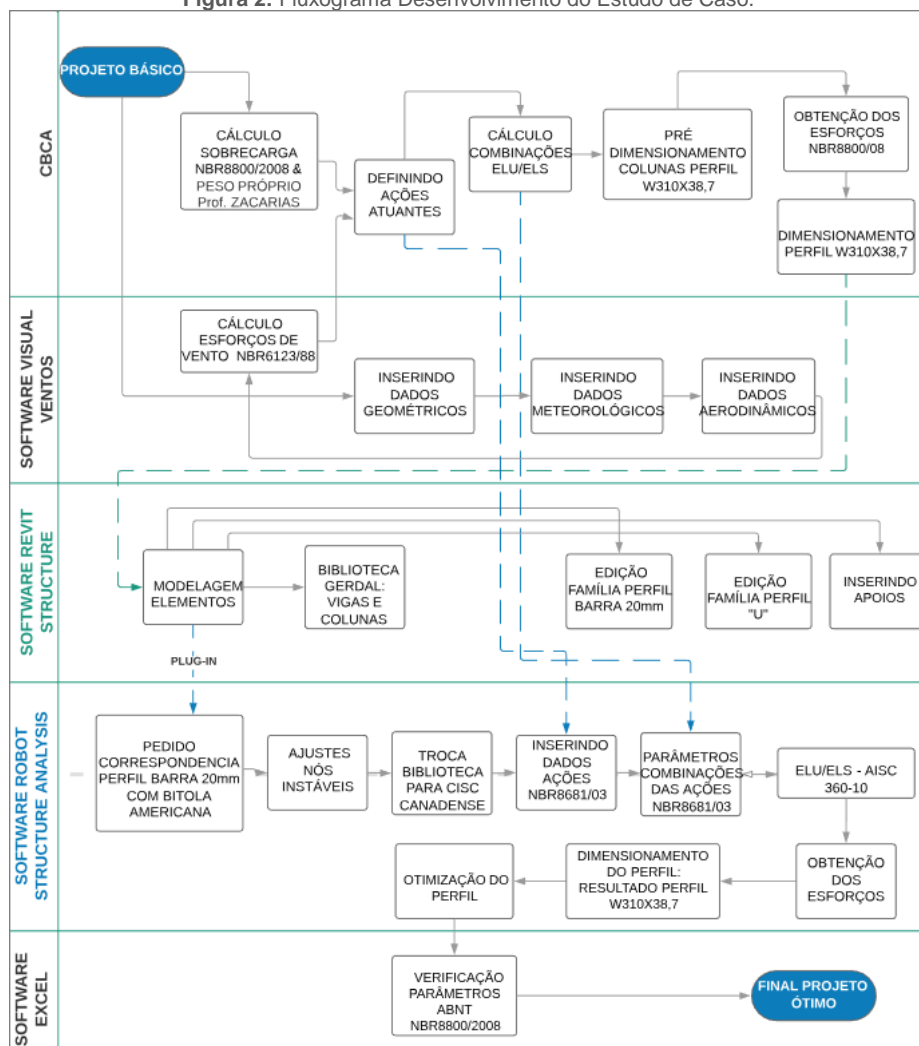 Figura 2. Fluxograma Desenvolvimento do Estudo de Caso.
CBCA
PROJETO BÁSICO
CÁLCULO
SOBRECARGA
NBR8800/2008 &
PESO PRÓPRIO
Prof. ZACARIAS
DEFININDO
AÇÕES
ATUANTES
CÁLCULO
COMBINAÇÕES
ELU/ELS
PRÉ
DIMENSIONAMENTO
COLUNAS PERFIL
W310X38,7
OBTENÇÃO DOS
ESFORÇOS
NBR8800/08
DIMENSIONAMENTO
PERFIL W310X38,7
SOFTWARE VISUAL
VENTOS
CÁLCULO
ESFORÇOS DE
VENTO NBR6123/88
INSERINDO
DADOS
GEOMÉTRICOS
INSERINDO
DADOS
METEOROLÓGICOS
INSERINDO
DADOS
AERODINÂMICOS
SOFTWARE REVIT
STRUCTURE
MODELAGEM
ELEMENTOS
BIBLIOTECA
GERDAL:
VIGAS E
COLUNAS
EDIÇÃO
FAMÍLIA PERFIL
BARRA 20mm
EDIÇÃO
FAMÍLIA PERFIL
"U"
INSERINDO
APOIOS
PLUG-IN
SOFTWARE ROBOT
STRUCTURE ANALYSIS
PEDIDO
CORRESPONDENCIA
PERFIL BARRA 20mm
COM BITOLA
AMERICANA
AJUSTES
NÓS
INSTÁVEIS
TROCA
BIBLIOTECA
PARA CISC
CANADENSE
INSERINDO
DADOS
AÇÕES
NBR8681/03
PARÂMETROS
COMBINAÇÕES
DAS AÇÕES
NBR8681/03
ELU/ELS - AISC
360-10
OBTENÇÃO
DOS
ESFORÇOS
DIMENSIONAMENTO
DO PERFIL:
RESULTADO PERFIL
W310X38,7
OTIMIZAÇÃO DO
PERFIL
SOFTWARE
EXCEL
VERIFICAÇÃO
PARÂMETROS
ABNT
NBR8800/2008
FINAL PROJETO
ÓTIMO